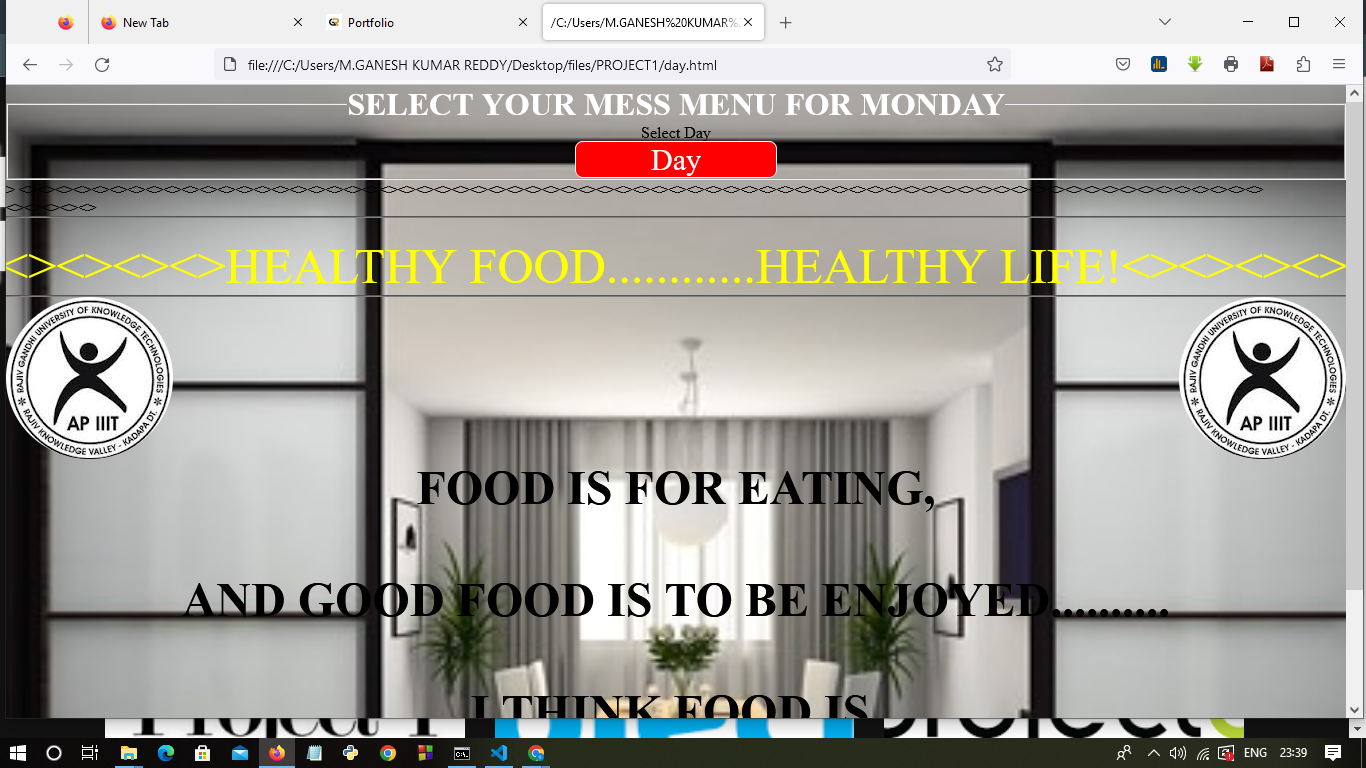 New Tab
Portfolio
/C:/Users/M.GANESH%20KUMAR%
file:///C:/Users/M.GANESH KUMAR REDDY/Desktop/files/PROJECT1/day.html
SELECT YOUR MESS MENU FOR MONDAY
Select Day
Day
<><><><>HEALTHY FOOD............HEALTHY LIFE!<><><><>
RAJIV GANDHI UNIVERSITY OF KNOWLEDGE TECHNOLOGIES
AP IIIT
RAJIV KNOWLEDGE VALLEY - KADAPA DT.
RAJIV GANDHI UNIVERSITY OF KNOWLEDGE TECHNOLOGIES
AP IIIT
RAJIV KNOWLEDGE VALLEY - KADAPA DT.
FOOD IS FOR EATING,
AND GOOD FOOD IS TO BE ENJOYED..........
I THINK FOOD IS
ENG
23:39